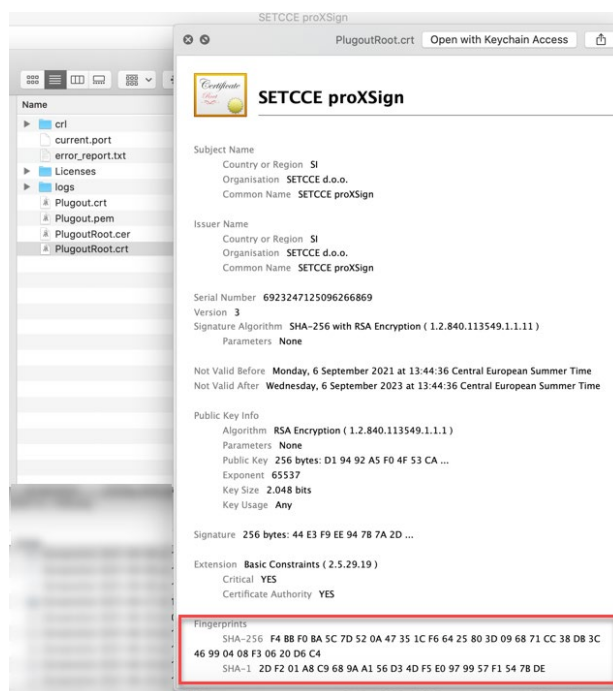 SETCCE proXSign
PlugoutRoot.crt
Open with Keychain Access
Name
crl
current.port
error_report.txt
Licenses
logs
Plugout.crt
Plugout.pem
PlugoutRoot.cer
PlugoutRoot.crt
Certificate
Root
SETCCE proXSign
Subject Name
Country or Region SI
Organisation SETCCE d.o.o.
Common Name SETCCE proXSign
Issuer Name
Country or Region SI
Organisation SETCCE d.o.o.
Common Name SETCCE proXSign
Serial Number 6923247125096266869
Version 3
Signature Algorithm SHA-256 with RSA Encryption ( 1.2.840.113549.1.1.11 )
Parameters None
Not Valid Before Monday, 6 September 2021 at 13:44:36 Central European Summer Time
Not Valid After Wednesday, 6 September 2023 at 13:44:36 Central European Summer Time
Public Key Info
Algorithm RSA Encryption ( 1.2.840.113549.1.1.1 )
Parameters None
Public Key 256 bytes: D1 94 92 A5 F0 4F 53 CA ...
Exponent 65537
Key Size 2.048 bits
Key Usage Any
Signature 256 bytes: 44 E3 F9 EE 94 7B 7A 2D ...
Extension Basic Constraints ( 2.5.29.19 )
Critical YES
Certificate Authority YES
Fingerprints
SHA-256 F4 BB F0 BA 5C 7D 52 0A 47 35 1C F6 64 25 80 3D 09 68 71 CC 38 DB 3C
46 99 04 08 F3 06 20 D6 C4
SHA-1 2D F2 01 A8 C9 68 9A A1 56 D3 4D F5 E0 97 99 57 F1 54 7B DE